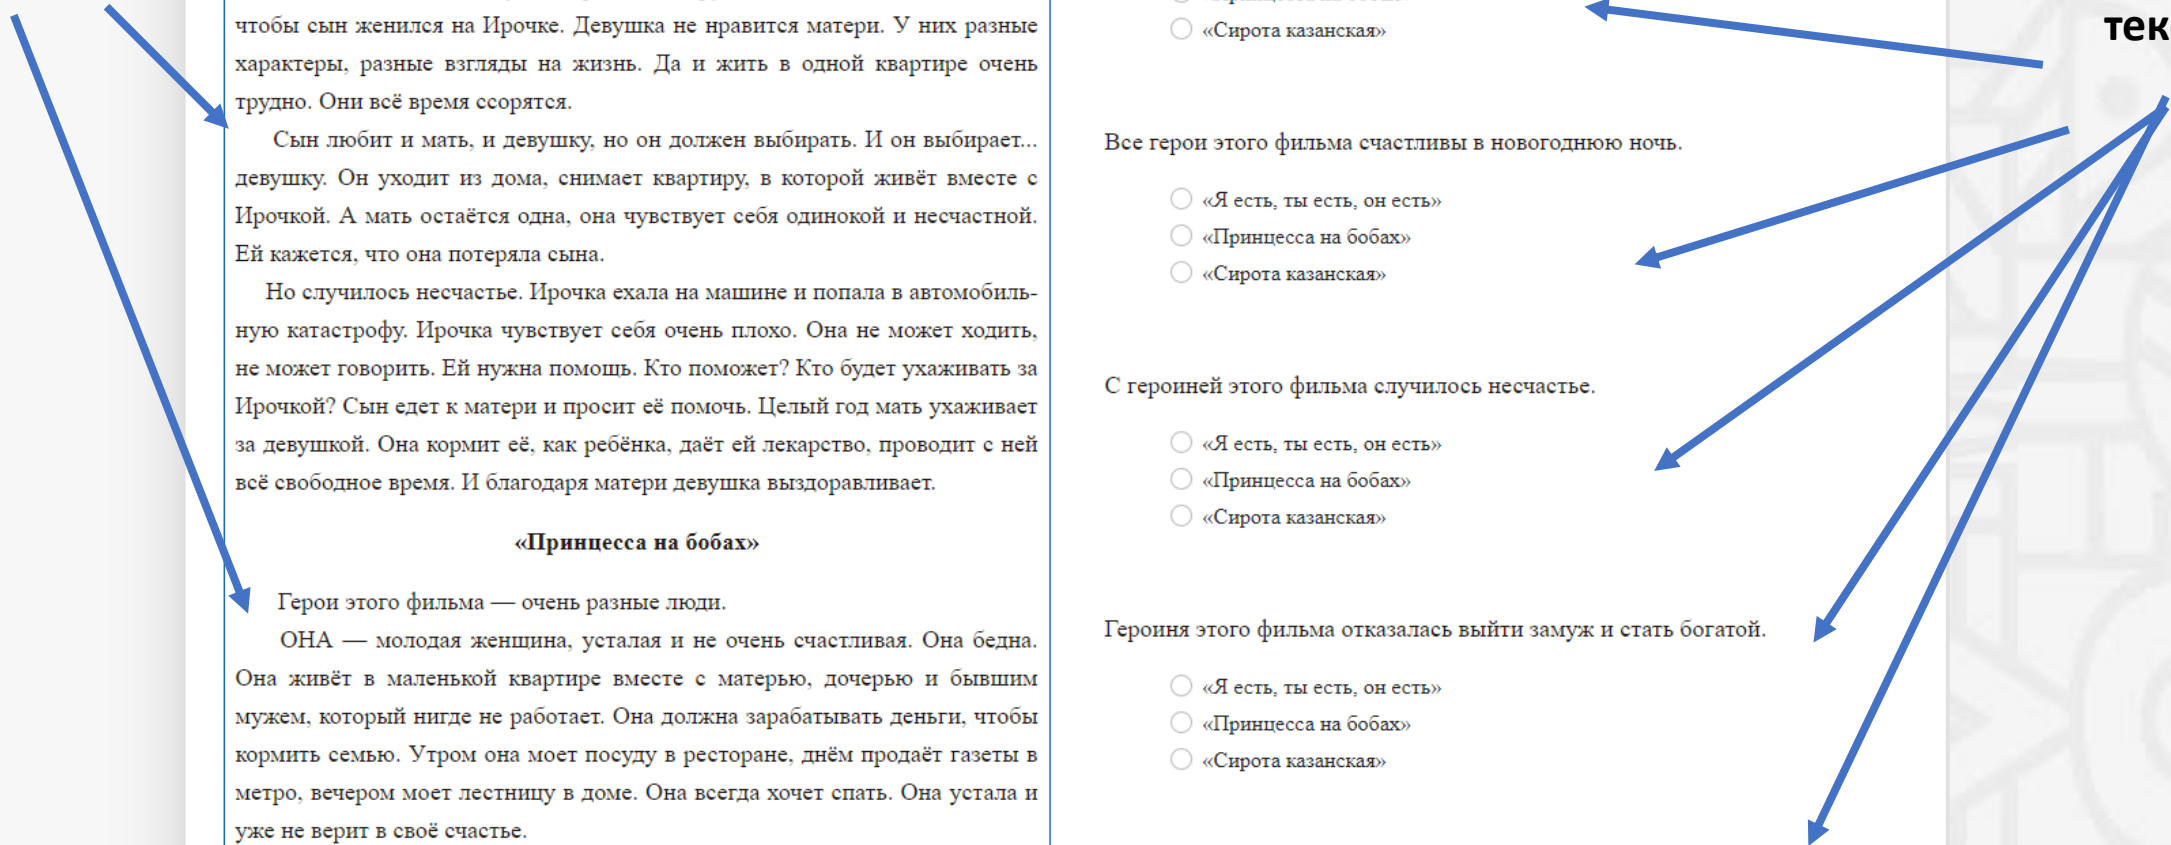 чтобы сын женился на Ирочке. Девушка не нравится матери. У них разные
характеры, разные взгляды на жизнь. Да и жить в одной квартире очень
трудно. Они всё время ссорятся.
Сын любит и мать, и девушку, но он должен выбирать. И он выбирает...
девушку. Он уходит из дома, снимает квартиру, в которой живёт вместе с
Ирочкой. А мать остаётся одна, она чувствует себя одинокой и несчастной.
Ей кажется, что она потеряла сына.
Но случилось несчастье. Ирочка ехала на машине и попала в автомобиль-
ную катастрофу. Ирочка чувствует себя очень плохо. Она не может ходить,
не может говорить. Ей нужна помощь. Кто поможет? Кто будет ухаживать за
Ирочкой? Сын едет к матери и просит её помочь. Целый год мать ухаживает
за девушкой. Она кормит её, как ребёнка, даёт ей лекарство, проводит с ней
всё свободное время. И благодаря матери девушка выздоравливает.
«Принцесса на бобах»
Герои этого фильма — очень разные люди.
ОНА — молодая женщина, усталая и не очень счастливая. Она бедна.
Она живёт в маленькой квартире вместе с матерью, дочерью и бывшим
мужем, который нигде не работает. Она должна зарабатывать деньги, чтобы
кормить семью. Утром она моет посуду в ресторане, днём продаёт газеты в
метро, вечером моет лестницу в доме. Она всегда хочет спать. Она устала и
уже не верит в своё счастье.
«Сирота казанская»
Все герои этого фильма счастливы в новогоднюю ночь.
«Я есть, ты есть, он есть»
«Принцесса на бобах»
«Сирота казанская»
С героиней этого фильма случилось несчастье.
«Я есть, ты есть, он есть»
«Принцесса на бобах»
«Сирота казанская»
Героиня этого фильма отказалась выйти замуж и стать богатой.
«Я есть, ты есть, он есть»
«Принцесса на бобах»
«Сирота казанская»
тек